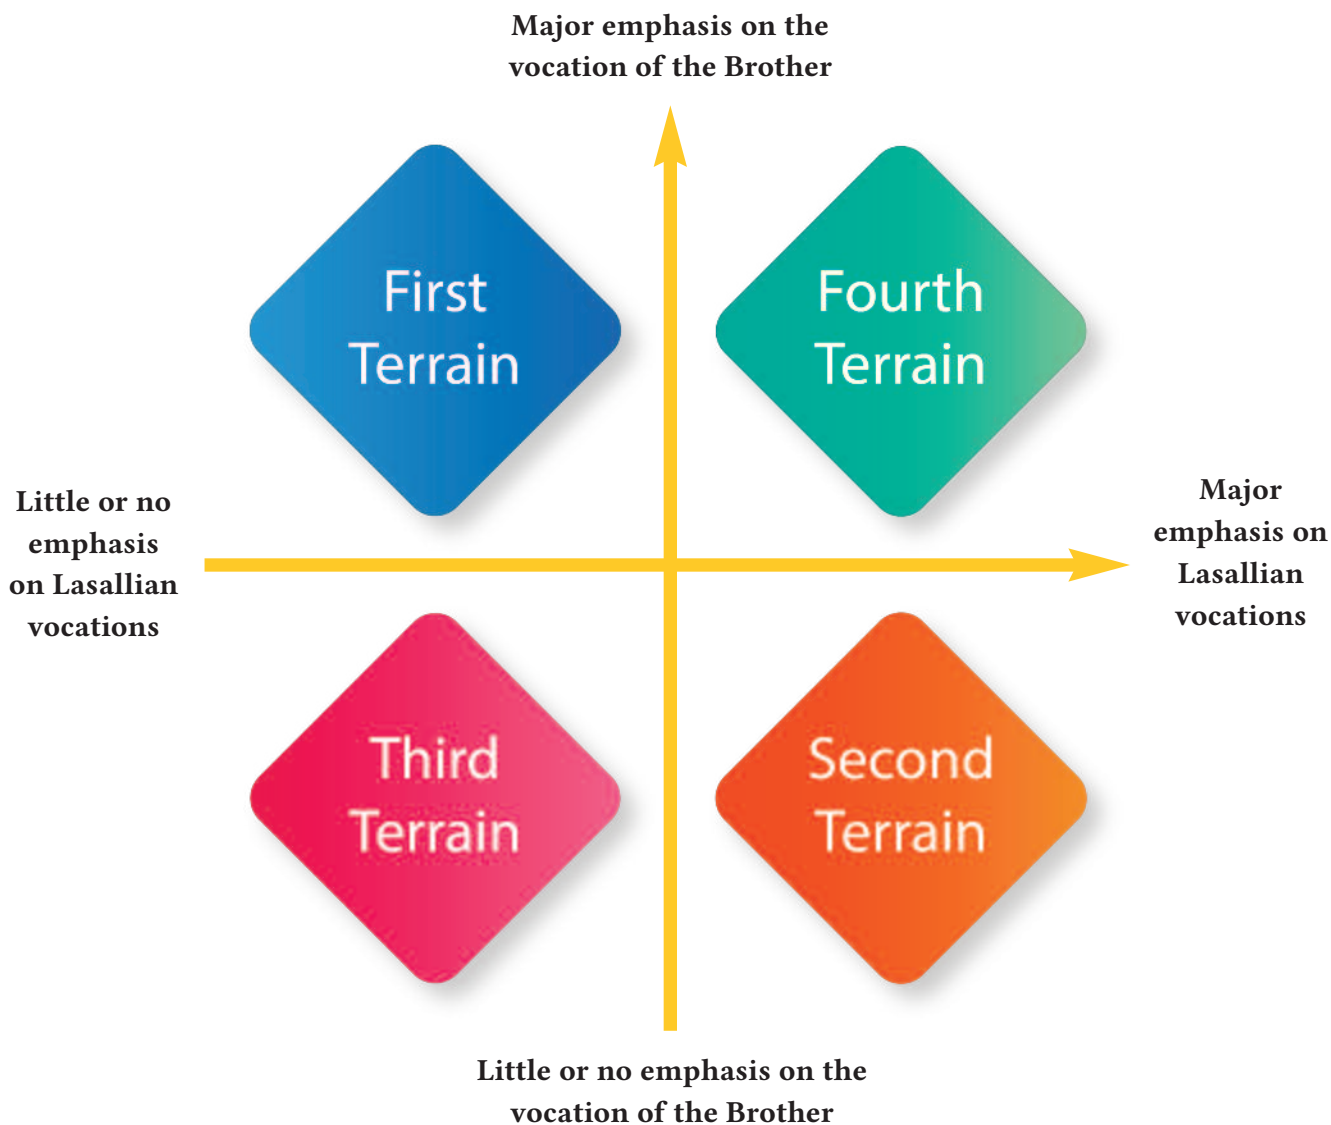 Major emphasis on the
vocation of the Brother
First
Terrain
Fourth
Terrain
Little or no
emphasis
on Lasallian
vocations
Major
emphasis on
Lasallian
vocations
Third
Terrain
Second
Terrain
Little or no emphasis on the
vocation of the Brother